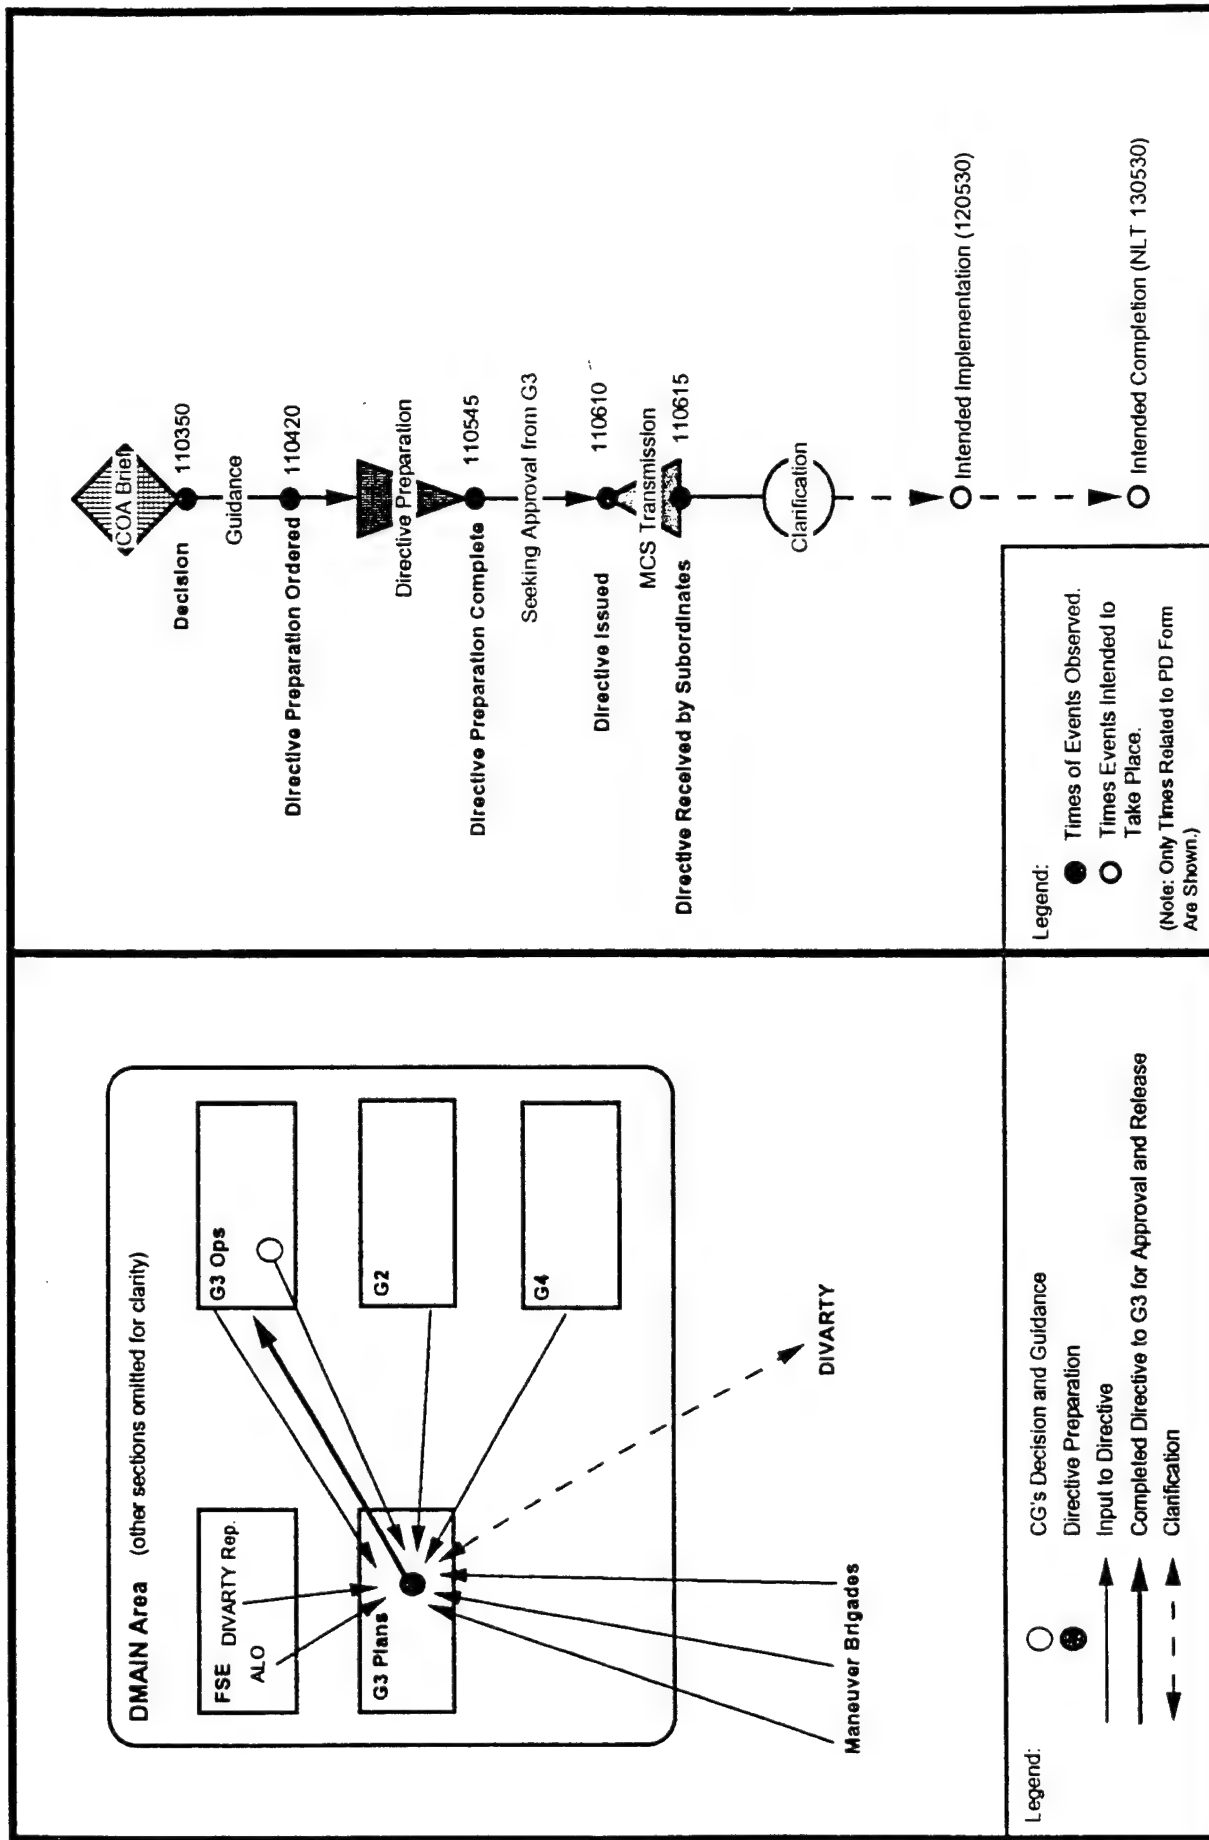 DMAIN Area (other sections omitted for clarity)
FSE DIVARTY Rep.
ALO
G3 Ops
G3 Plans
G2
G4
Maneuver Brigades
DIVARTY
Legend:
CG's Decision and Guidance
Directive Preparation
Input to Directive
Completed Directive to G3 for Approval and Release
Clarification
COA Brief
Decision
110350
Guidance
Directive Preparation Ordered
110420
Directive Preparation
Directive Preparation Complete
110545
Seeking Approval from G3
Directive Issued
110610
MCS Transmission
Directive Received by Subordinates
110615
Clarification
Intended Implementation (120530)
Intended Completion (NLT 130530)
Legend:
Times of Events Observed.
Times Events Intended to
Take Place.
(Note: Only Times Related to PD Form
Are Shown.)